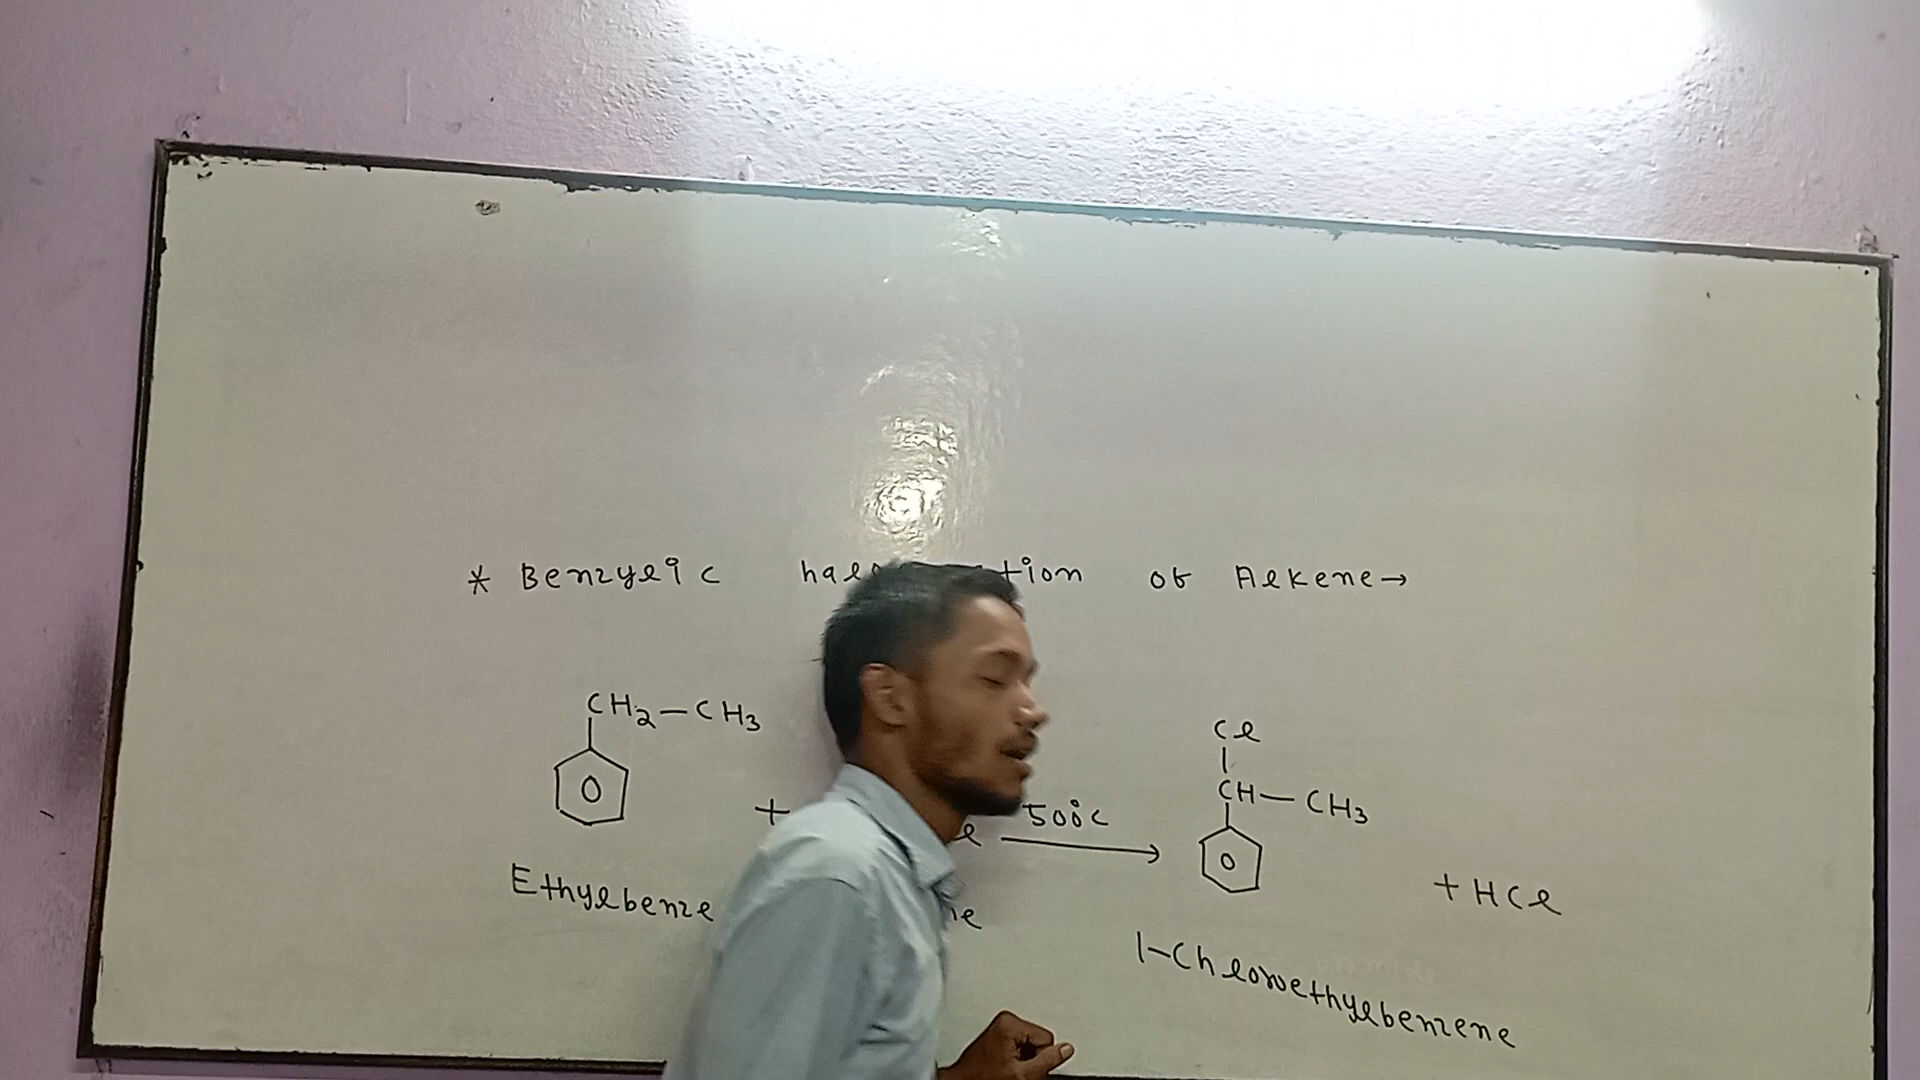 * Benzylic hal tion of Alkene→
CH2—CH3
+
500°C
Cl
CH—CH3
+ HCl
Ethylbenze
1-Chloroethylbenzene